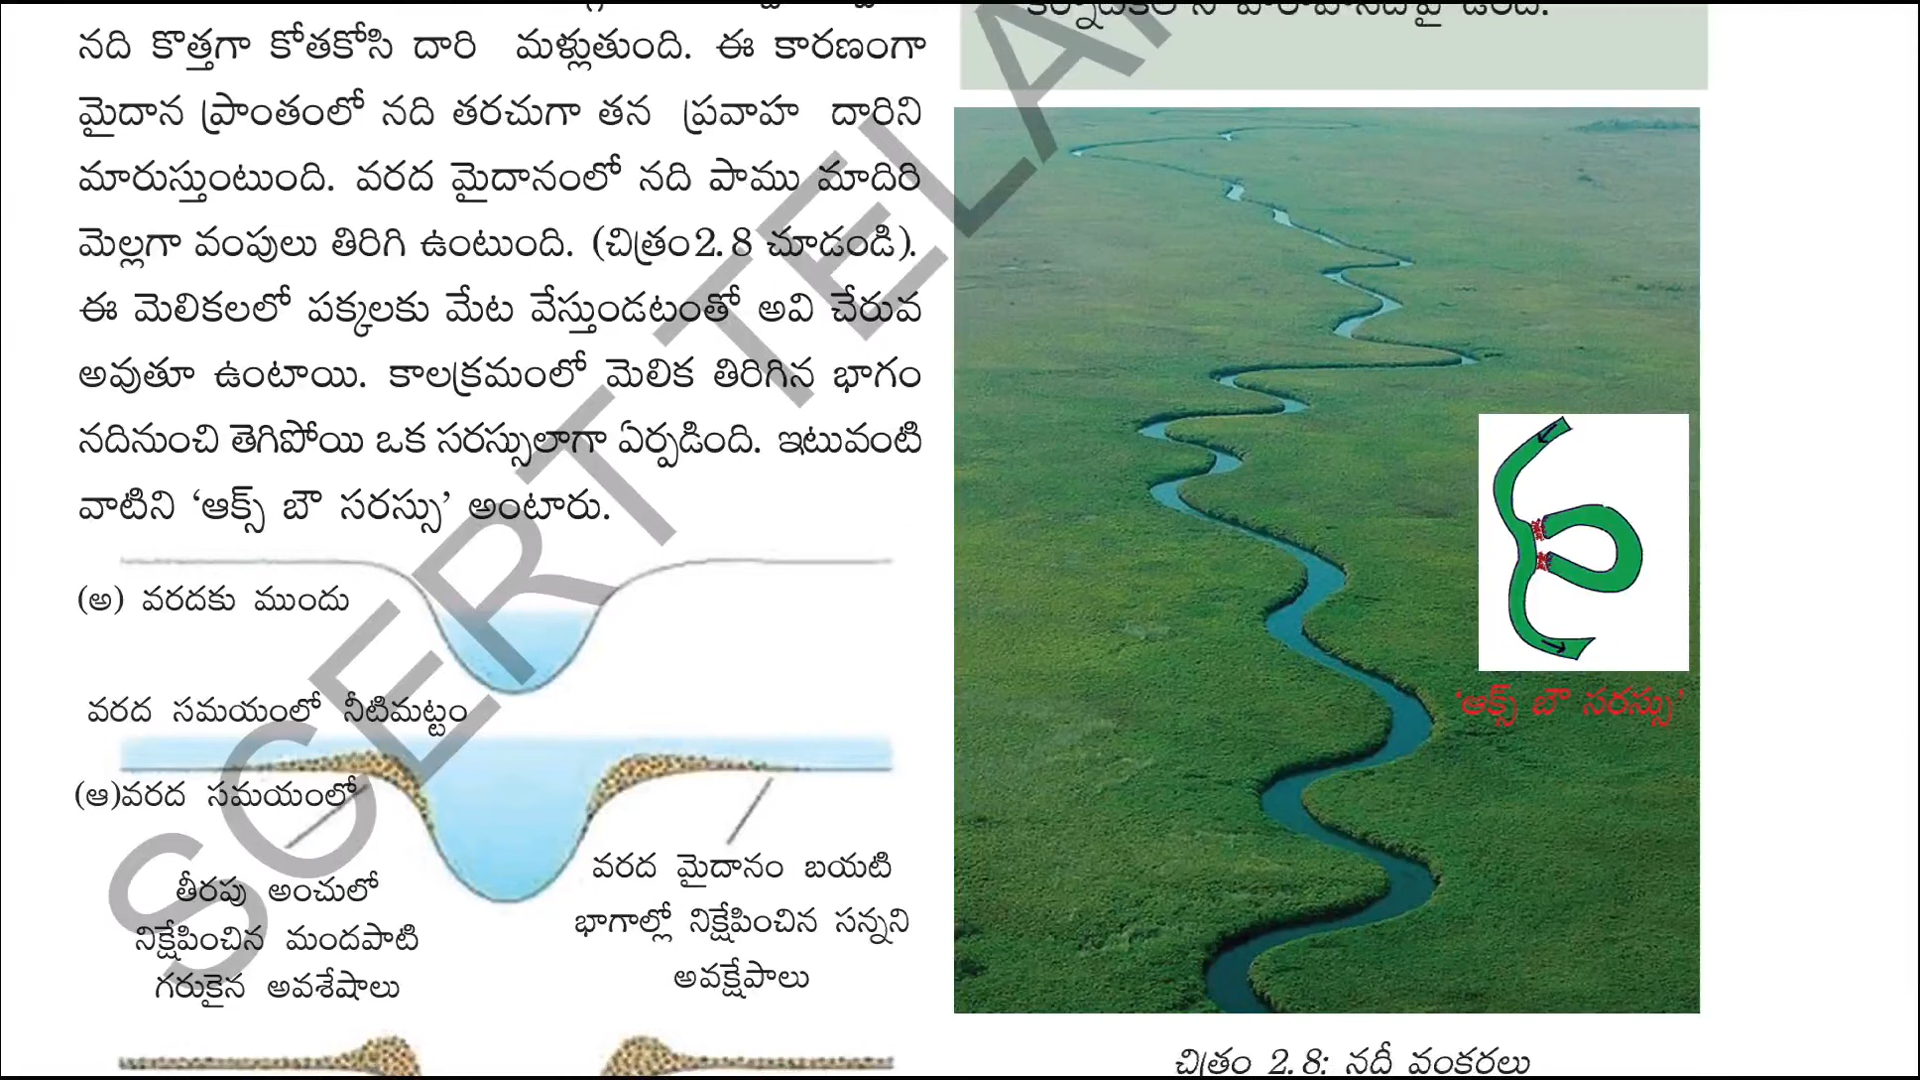 నది కొత్తగా కోతకోసి దారి మళ్లుతుంది. ఈ కారణంగా
మైదాన ప్రాంతంలో నది తరచుగా తన ప్రవాహ దారిని
మారుస్తుంటుంది. వరద మైదానంలో నది పాము మాదిరి
మెల్లగా వంపులు తిరిగి ఉంటుంది. (చిత్రం2.8 చూడండి).
ఈ మెలికలలో పక్కలకు మేట వేస్తుండటంతో అవి చేరువ
అవుతూ ఉంటాయి. కాలక్రమంలో మెలిక తిరిగిన భాగం
నదినుంచి తెగిపోయి ఒక సరస్సులాగా ఏర్పడింది. ఇటువంటి
వాటిని ‘ఆక్స్ బౌ సరస్సు’ అంటారు.
(అ) వరదకు ముందు
వరద సమయంలో నీటిమట్టం
(ఆ)వరద సమయంలో
తీరపు అంచులో
నిక్షేపించిన మందపాటి
గరుకైన అవశేషాలు
వరద మైదానం బయటి
భాగాల్లో నిక్షేపించిన సన్నని
అవక్షేపాలు
‘ఆక్స్ బౌ సరస్సు’
చిత్రం 2.8: నదీ వంకరలు
SCERT TELA